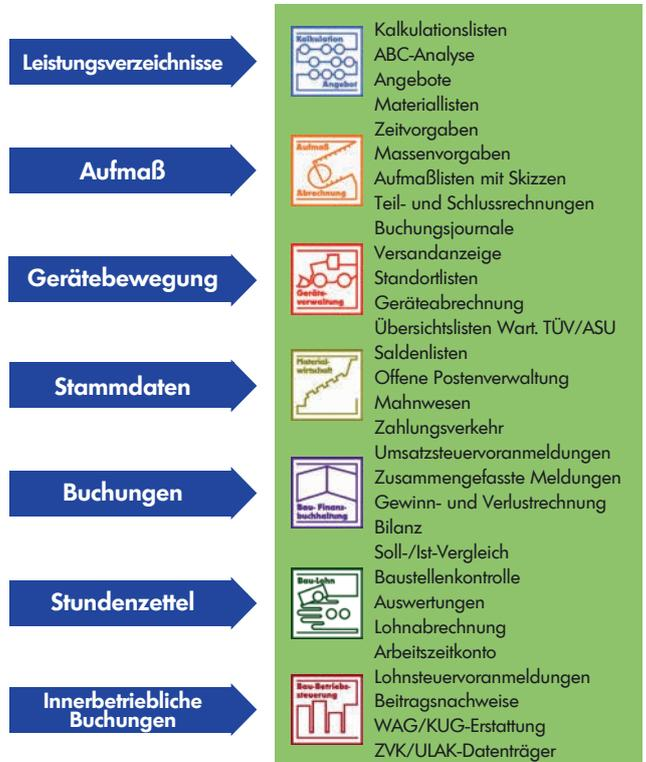 Leistungsverzeichnisse
Aufmaß
Gerätebewegung
Stammdaten
Buchungen
Stundenzettel
Innerbetriebliche
Buchungen
Kalkulation
Angebot
Aufmaß
Abrechnung
Geräte-
verwaltung
Material-
wirtschaft
Bau- Finanz-
buchhaltung
Bau-Lohn
Bau-Betriebs-
steuerung
Kalkulationslisten
ABC-Analyse
Angebote
Materiallisten
Zeitvorgaben
Massenvorgaben
Aufmaßlisten mit Skizzen
Teil- und Schlussrechnungen
Buchungsjournale
Versandanzeige
Standortlisten
Geräteabrechnung
Übersichtslisten Wart. TÜV/ASU
Saldenlisten
Offene Postenverwaltung
Mahnwesen
Zahlungsverkehr
Umsatzsteuervoranmeldungen
Zusammengefasste Meldungen
Gewinn- und Verlustrechnung
Bilanz
Soll-/Ist-Vergleich
Baustellenkontrolle
Auswertungen
Lohnabrechnung
Arbeitszeitkonto
Lohnsteuervoranmeldungen
Beitragsnachweise
WAG/KUG-Erstattung
ZVK/ULAK-Datenträger